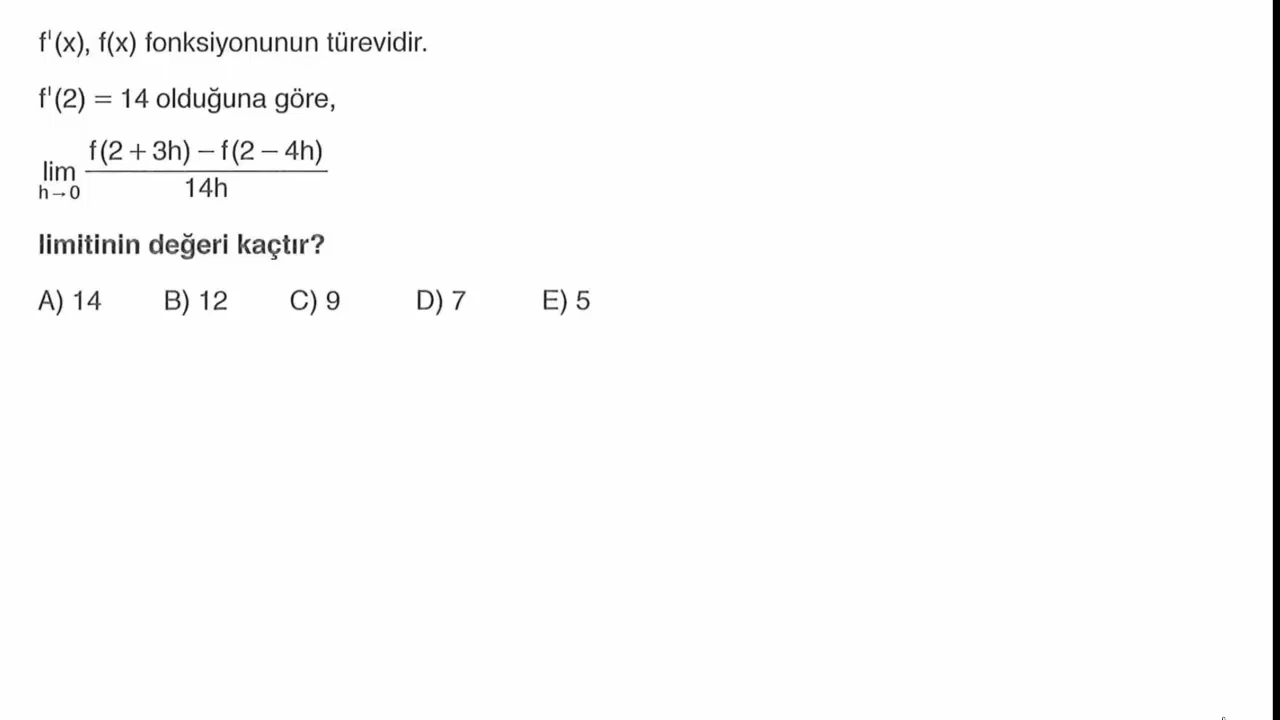 f'(x), f(x) fonksiyonunun türevidir.
f'(2) = 14 olduğuna göre,
lim h→0 f(2 + 3h) – f(2 – 4h) / 14h
limitinin değeri kaçtır?
A) 14 B) 12 C) 9 D) 7 E) 5